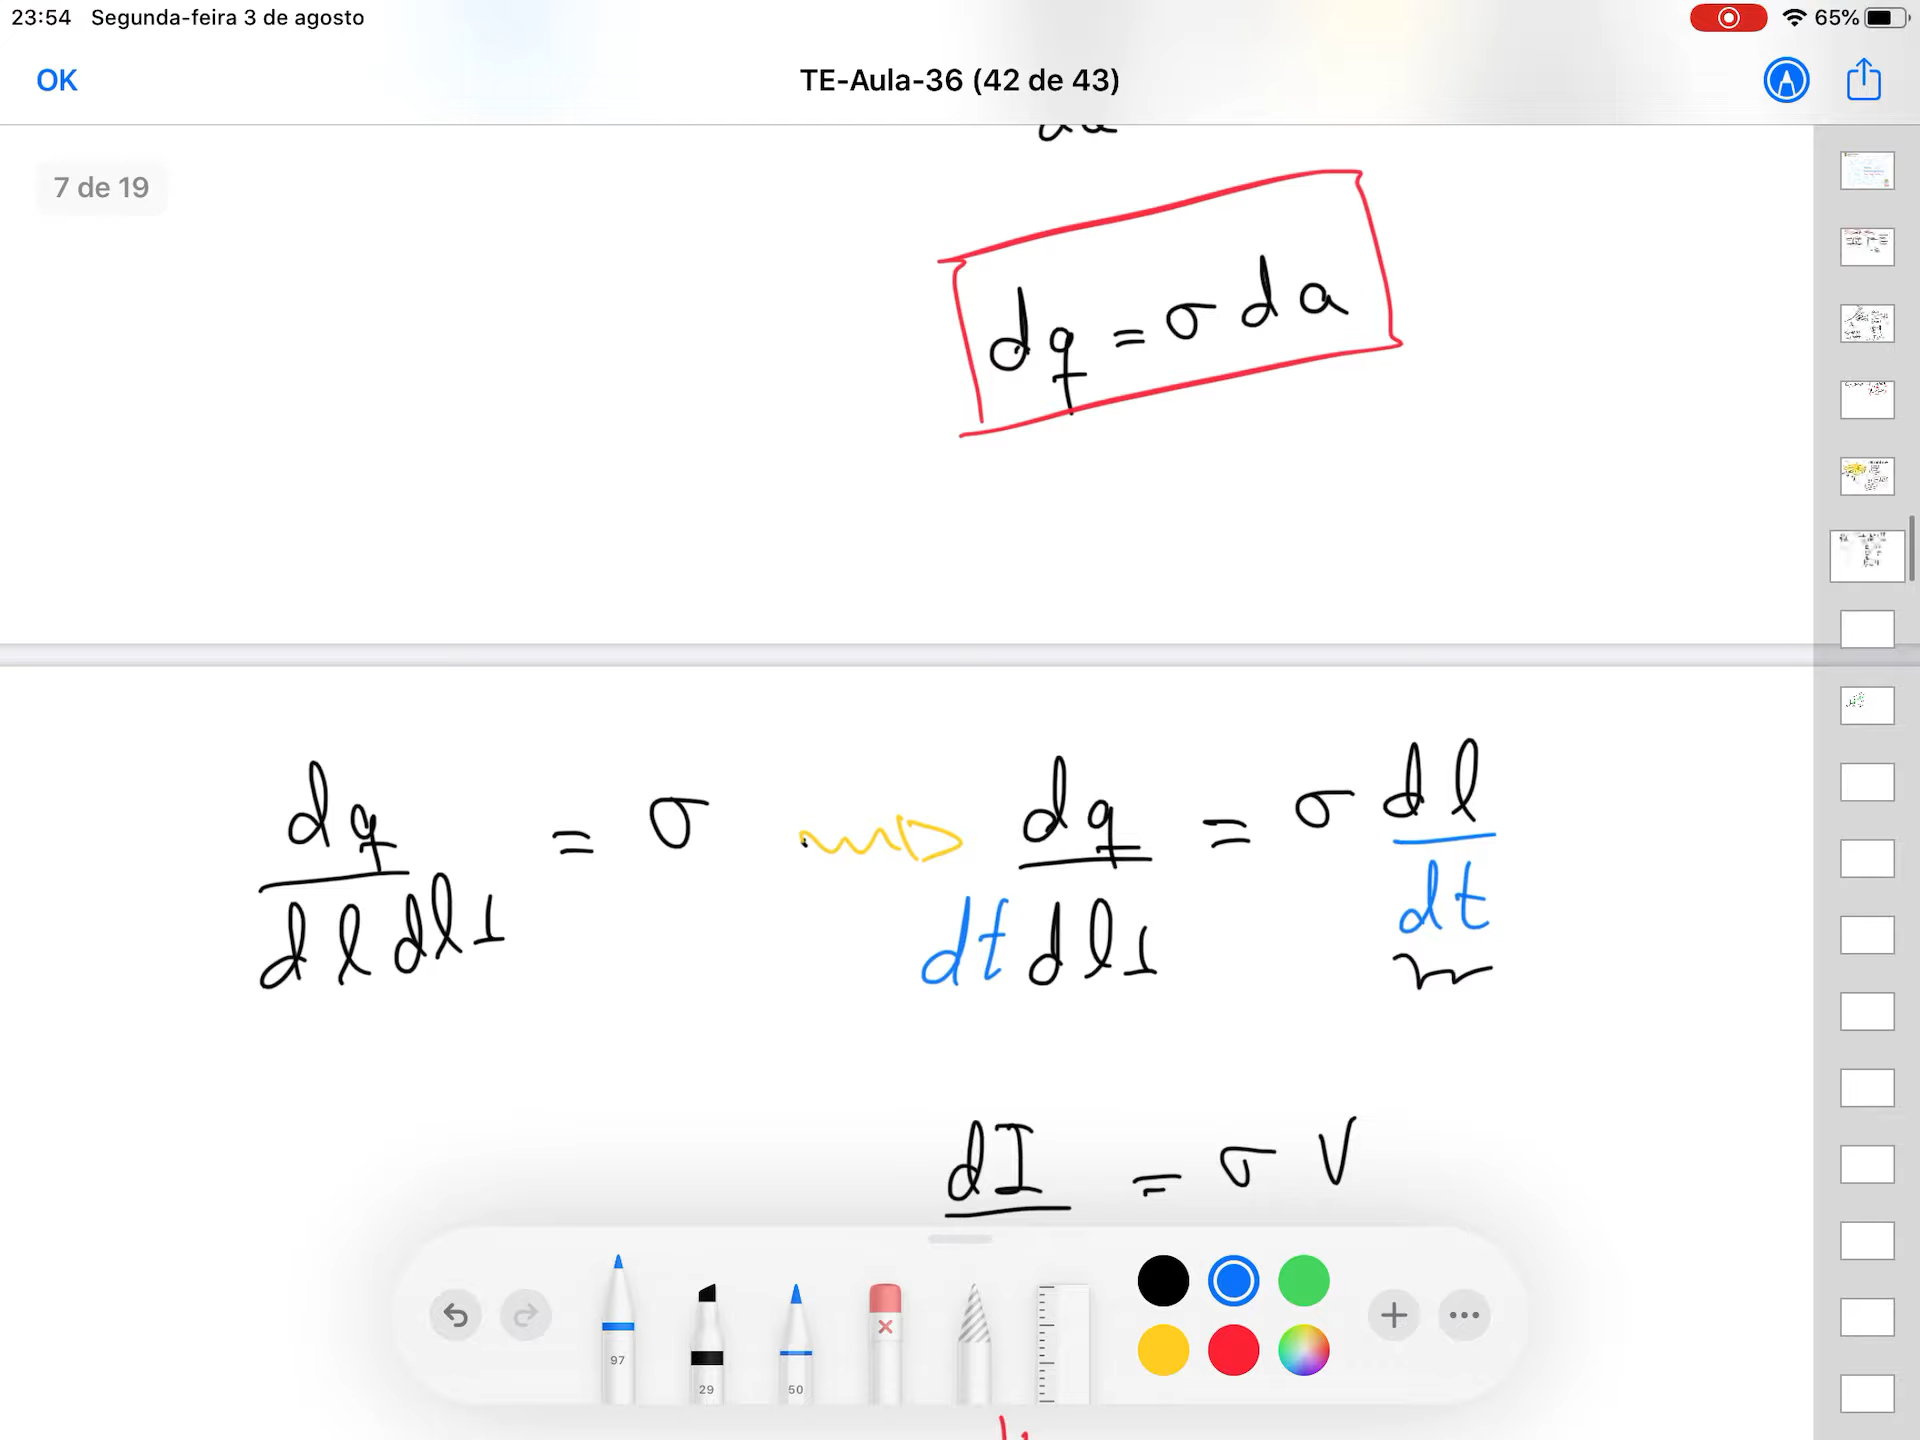 23:54 Segunda-feira 3 de agosto 65%
OK TE-Aula-36 (42 de 43)
7 de 19
dq = σ da
dq / dl dl⊥ = σ ⇒ dq / dt dl⊥ = σ dl / dt
dI = σ V
97 29 50